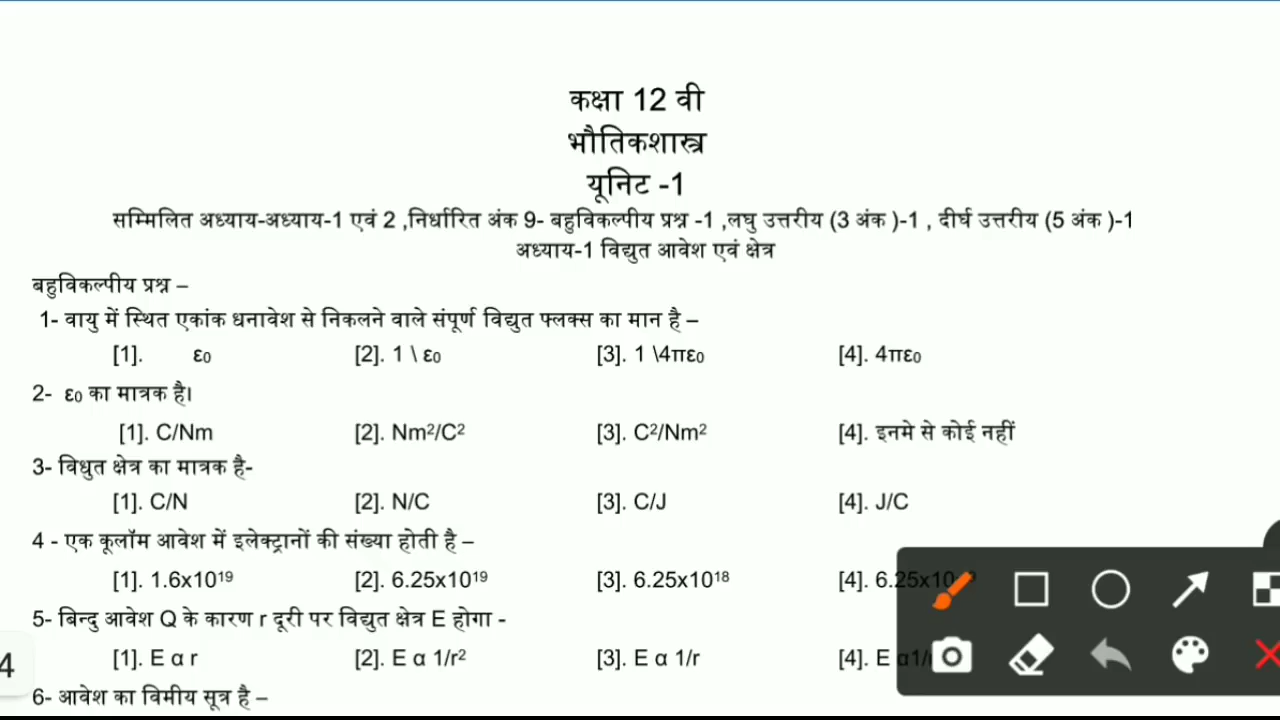 कक्षा 12 वी
भौतिकशास्त्र
यूनिट -1
सम्मिलित अध्याय-अध्याय-1 एवं 2 ,निर्धारित अंक 9- बहुविकल्पीय प्रश्न -1 ,लघु उत्तरीय (3 अंक )-1 , दीर्घ उत्तरीय (5 अंक )-1
अध्याय-1 विद्युत आवेश एवं क्षेत्र
बहुविकल्पीय प्रश्न –
1- वायु में स्थित एकांक धनावेश से निकलने वाले संपूर्ण विद्युत फ्लक्स का मान है –
[1]. ε₀ [2]. 1 \ ε₀ [3]. 1 \4πε₀ [4]. 4πε₀
2- ε₀ का मात्रक है।
[1]. C/Nm [2]. Nm²/C² [3]. C²/Nm² [4]. इनमे से कोई नहीं
3- विधुत क्षेत्र का मात्रक है-
[1]. C/N [2]. N/C [3]. C/J [4]. J/C
4 - एक कूलॉम आवेश में इलेक्ट्रानों की संख्या होती है –
[1]. 1.6x10¹⁹ [2]. 6.25x10¹⁹ [3]. 6.25x10¹⁸ [4].
5- बिन्दु आवेश Q के कारण r दूरी पर विद्युत क्षेत्र E होगा -
[1]. E α r [2]. E α 1/r² [3]. E α 1/r [4]. E
4
6- आवेश का विमीय सूत्र है –